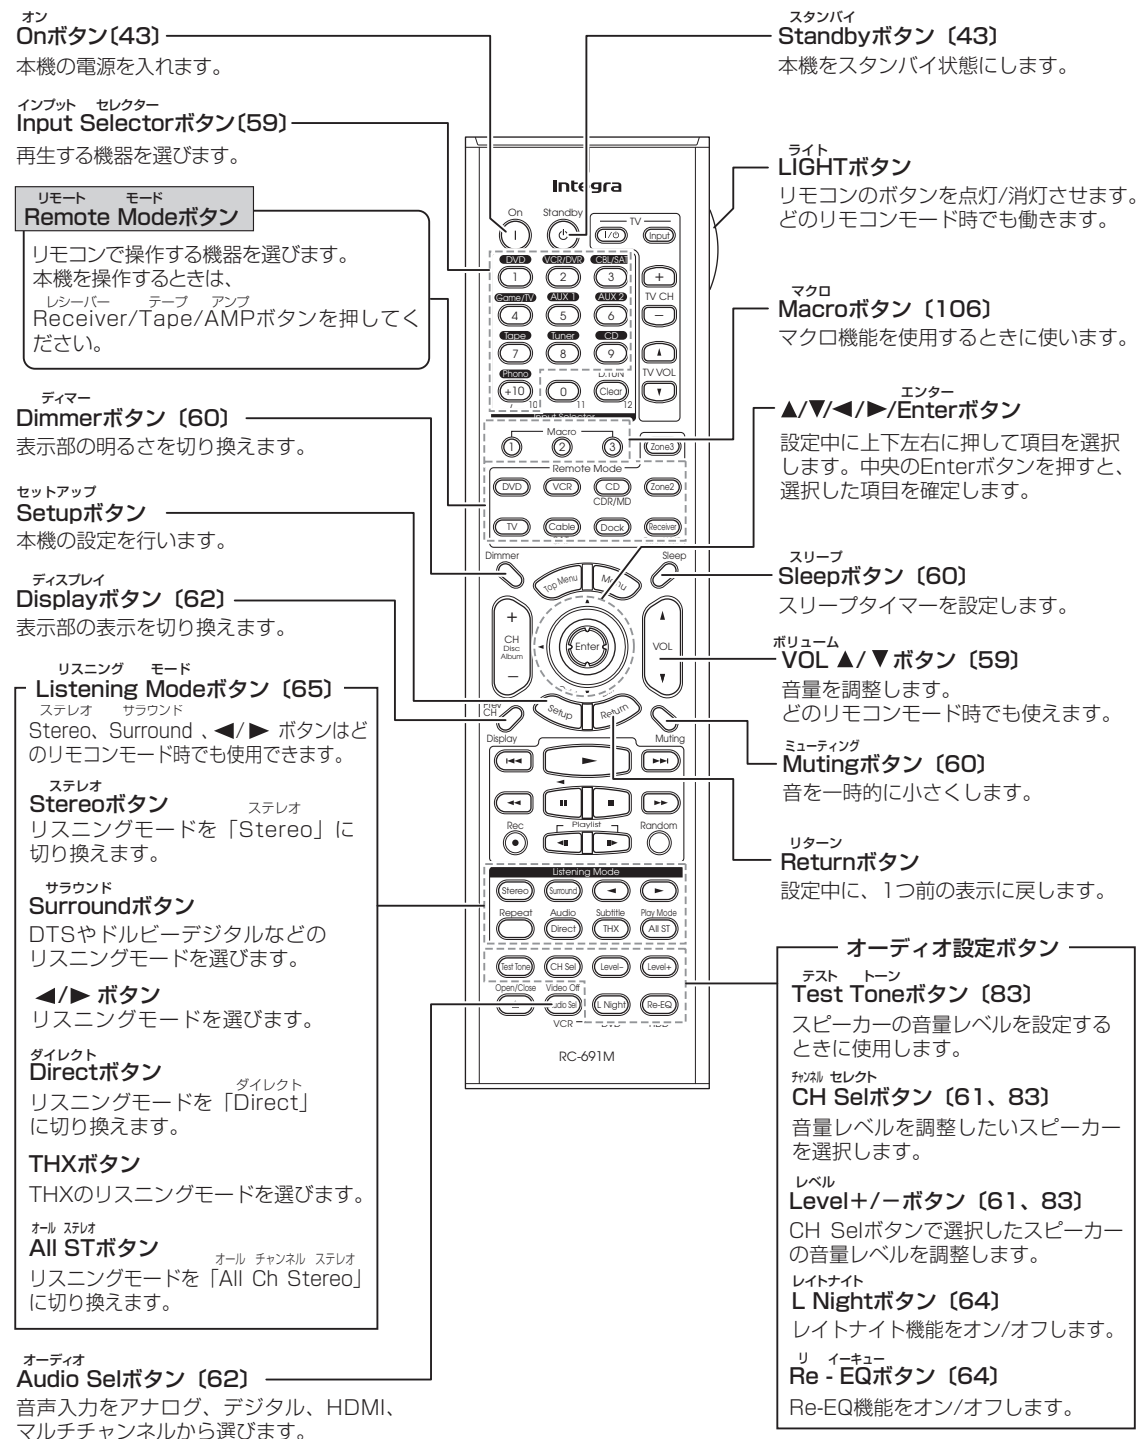 オン
Onボタン〔43〕
本機の電源を入れます。
インプット セレクター
Input Selectorボタン〔59〕
再生する機器を選びます。
リモート モード
Remote Modeボタン
リモコンで操作する機器を選びます。
本機を操作するときは、
レシーバー テープ アンプ
Receiver/Tape/AMPボタンを押してく
ださい。
ディマー
Dimmerボタン〔60〕
表示部の明るさを切り換えます。
セットアップ
Setupボタン
本機の設定を行います。
ディスプレイ
Displayボタン〔62〕
表示部の表示を切り換えます。
リスニング モード
Listening Modeボタン〔65〕
ステレオ サラウンド
Stereo、Surround 、◀/▶ ボタンはど
のリモコンモード時でも使用できます。
ステレオ
Stereoボタン
ステレオ
リスニングモードを「Stereo」に
切り換えます。
サラウンド
Surroundボタン
DTSやドルビーデジタルなどの
リスニングモードを選びます。
◀/▶ ボタン
リスニングモードを選びます。
ダイレクト
Directボタン
ダイレクト
リスニングモードを「Direct」
に切り換えます。
THXボタン
THXのリスニングモードを選びます。
オール ステレオ
All STボタン
オール チャンネル ステレオ
リスニングモードを「All Ch Stereo」
に切り換えます。
オーディオ
Audio Selボタン〔62〕
音声入力をアナログ、デジタル、HDMI、
マルチチャンネルから選びます。
Integra
On Standby TV
I/⏻ Input
DVD VCR/DVR CBL/SAT
1 2 3 +
TV CH
Game/TV AUX 1 AUX 2
4 5 6 −
Tape Tuner CD
7 8 9 ▲
Phono D.TUN TV VOL
+10 0 Clear ▼
10 11 12
Input Selector
Macro
1 2 3 Zone3
Remote Mode
DVD VCR CD Zone2
CDR/MD
TV Cable Dock Receiver
Dimmer Sleep
Top Menu Menu
+ CH Disc Album −
Enter
▲ VOL ▼
Prev CH
Setup Return
Display Muting
Rec Playlist Random
Listening Mode
Stereo Surround ◀ ▶
Repeat Audio Subtitle Play Mode
Direct THX All ST
Test Tone CH Sel Level− Level+
Open/Close Video Off
Audio Sel L Night Re-EQ
VCR DVD HDD
RC-691M
スタンバイ
Standbyボタン〔43〕
本機をスタンバイ状態にします。
ライト
LIGHTボタン
リモコンのボタンを点灯/消灯させます。
どのリモコンモード時でも働きます。
マクロ
Macroボタン〔106〕
マクロ機能を使用するときに使います。
エンター
▲/▼/◀/▶/Enterボタン
設定中に上下左右に押して項目を選択
します。中央のEnterボタンを押すと、
選択した項目を確定します。
スリープ
Sleepボタン〔60〕
スリープタイマーを設定します。
ボリューム
VOL ▲/▼ボタン〔59〕
音量を調整します。
どのリモコンモード時でも使えます。
ミューティング
Mutingボタン〔60〕
音を一時的に小さくします。
リターン
Returnボタン
設定中に、1つ前の表示に戻します。
オーディオ設定ボタン
テスト トーン
Test Toneボタン〔83〕
スピーカーの音量レベルを設定する
ときに使用します。
チャンネル セレクト
CH Selボタン〔61、83〕
音量レベルを調整したいスピーカー
を選択します。
レベル
Level+/−ボタン〔61、83〕
CH Selボタンで選択したスピーカー
の音量レベルを調整します。
レイトナイト
L Nightボタン〔64〕
レイトナイト機能をオン/オフします。
リ イーキュー
Re - EQボタン〔64〕
Re-EQ機能をオン/オフします。